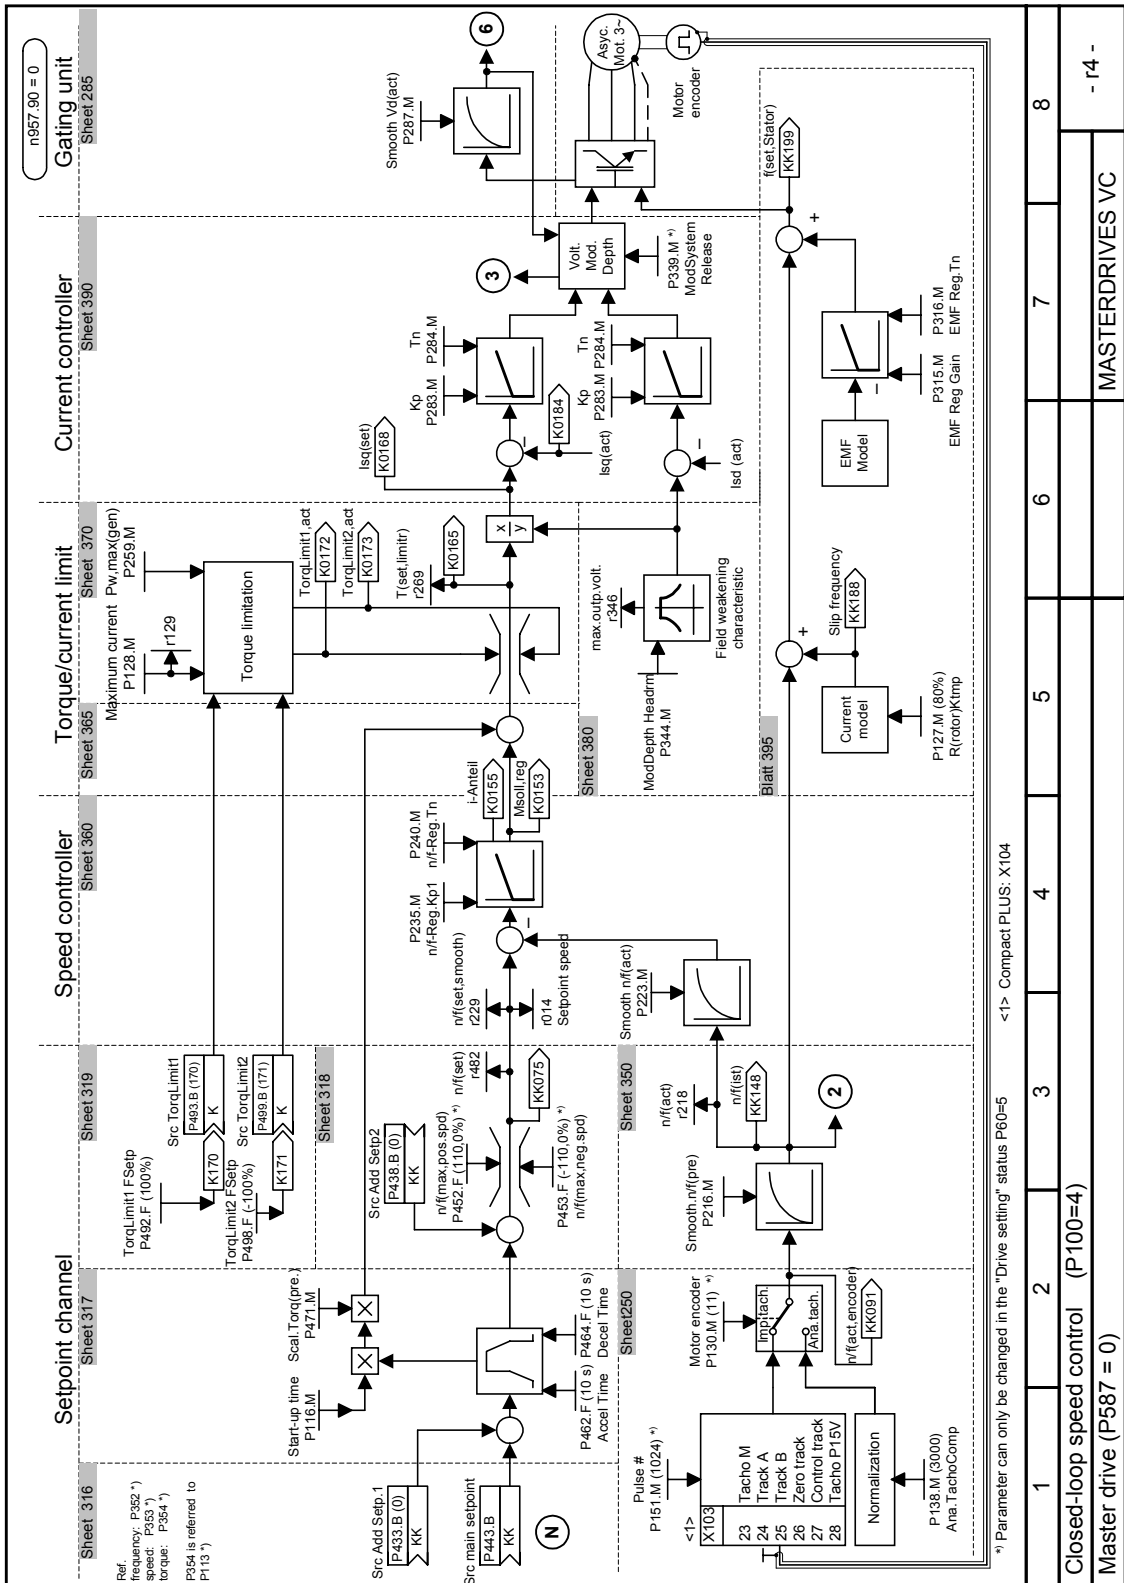 n957.90 = 0
Setpoint channel
Speed controller
Torque/current limit
Current controller
Gating unit
Sheet 316
Sheet 317
Sheet 319
Sheet 360
Sheet 365
Sheet 370
Sheet 390
Sheet 285
Ref.
frequency: P352 *)
speed: P353 *)
torque: P354 *)
P354 is referred to
P113 *)
TorqLimit1 FSetp
P492.F (100%)
K170
Src TorqLimit1
P493.B (170)
K
TorqLimit2 FSetp
P498.F (-100%)
K171
Src TorqLimit2
P499.B (171)
K
Sheet 318
Maximum current
P128.M
r129
Pw,max(gen)
P259.M
Torque limitation
TorqLimit1,act
K0172
TorqLimit2,act
K0173
Start-up time
P116.M
Scal.Torq(pre.)
P471.M
X
X
Src Add Setp.1
P433.B (0)
KK
Src main setpoint
P443.B
KK
N
P462.F (10 s)
Accel Time
P464.F (10 s)
Decel Time
Src Add Setp2
P438.B (0)
KK
n/f(max,pos.spd)
P452.F (110,0%) *)
P453.F (-110,0%) *)
n/f(max,neg.spd)
n/f(set)
r482
KK075
n/f(set,smooth)
r229
r014
Setpoint speed
P235.M
n/f-Reg.Kp1
P240.M
n/f-Reg.Tn
i-Anteil
K0155
Msoll,reg
K0153
T(set,limitr)
r269
K0165
x
y
Isq(set)
K0168
Kp
P283.M
Tn
P284.M
K0184
Isq(act)
Kp
P283.M
Tn
P284.M
Isd (act)
3
Volt.
Mod.
Depth
P339.M *)
ModSystem
Release
Smooth Vd(act)
P287.M
6
Asyc.
Mot. 3~
Motor
encoder
Sheet 380
ModDepth Headrm
P344.M
max.outp.volt.
r346
Field weakening
characteristic
Sheet250
Sheet 350
Blatt 395
Pulse #
P151.M (1024) *)
<1>
X103
23 Tacho M
24 Track A
25 Track B
26 Zero track
27 Control track
28 Tacho P15V
Normalization
P138.M (3000)
Ana.TachoComp
Motor encoder
P130.M (11) *)
Imp.tach.
Ana.tach.
n/f(act,encoder)
KK091
Smooth.n/f(pre)
P216.M
n/f(act)
r218
n/f(ist)
KK148
2
Smooth n/f(act)
P223.M
Current
model
P127.M (80%)
R(rotor)Ktmp
Slip frequency
KK188
+
EMF
Model
P315.M
EMF Reg Gain
P316.M
EMF Reg.Tn
+
f(set,Stator)
KK199
*) Parameter can only be changed in the "Drive setting" status P60=5
<1> Compact PLUS: X104
1 2 3 4 5 6 7 8
Closed-loop speed control (P100=4)
Master drive (P587 = 0)
MASTERDRIVES VC
- r4 -